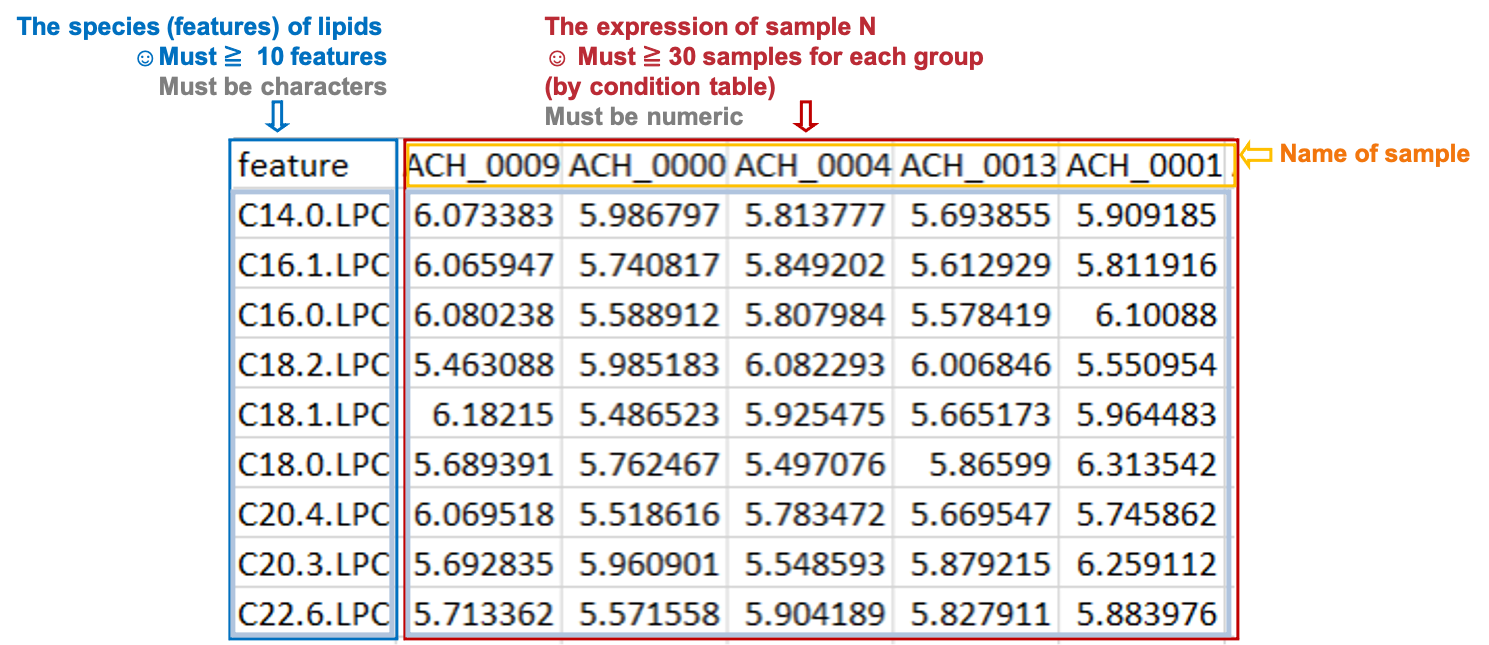 The species (features) of lipids
☺Must ≧ 10 features
Must be characters
The expression of sample N
☺ Must ≧ 30 samples for each group
(by condition table)
Must be numeric
Name of sample
feature ACH_0009 ACH_0000 ACH_0004 ACH_0013 ACH_0001
C14.0.LPC 6.073383 5.986797 5.813777 5.693855 5.909185
C16.1.LPC 6.065947 5.740817 5.849202 5.612929 5.811916
C16.0.LPC 6.080238 5.588912 5.807984 5.578419 6.10088
C18.2.LPC 5.463088 5.985183 6.082293 6.006846 5.550954
C18.1.LPC 6.18215 5.486523 5.925475 5.665173 5.964483
C18.0.LPC 5.689391 5.762467 5.497076 5.86599 6.313542
C20.4.LPC 6.069518 5.518616 5.783472 5.669547 5.745862
C20.3.LPC 5.692835 5.960901 5.548593 5.879215 6.259112
C22.6.LPC 5.713362 5.571558 5.904189 5.827911 5.883976